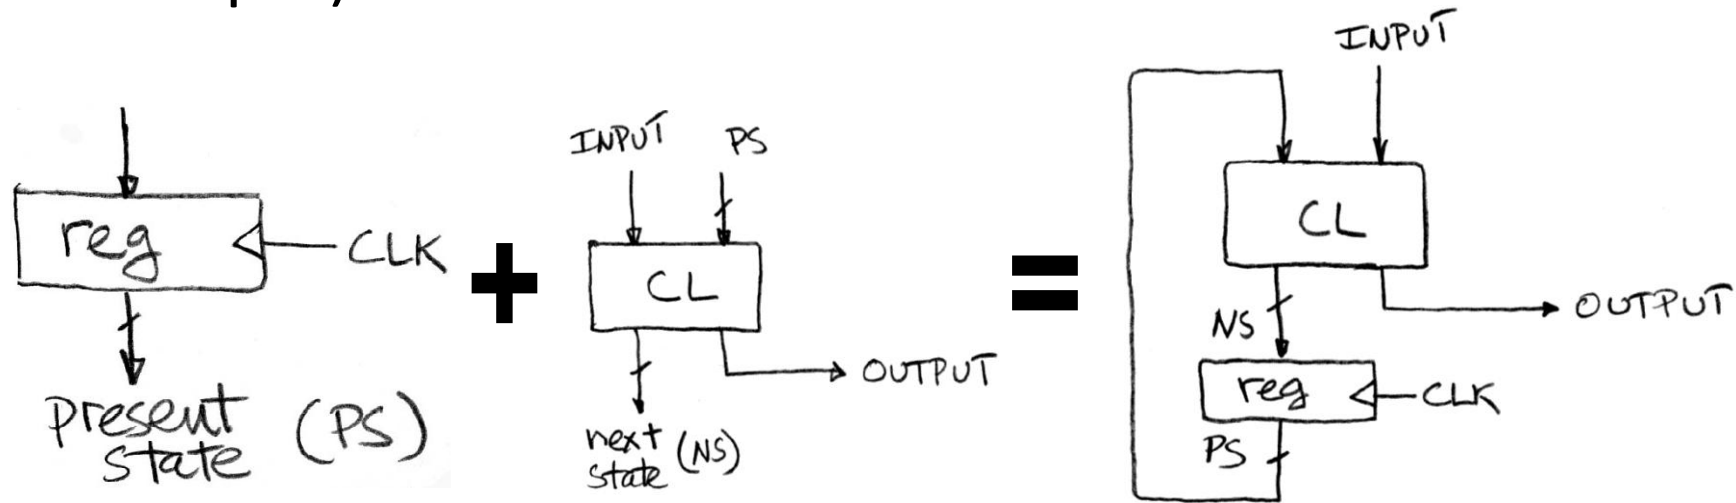 reg
CLK
present
state (PS)
+
INPUT PS
CL
OUTPUT
next
state (NS)
=
INPUT
CL
OUTPUT
NS
reg
CLK
PS